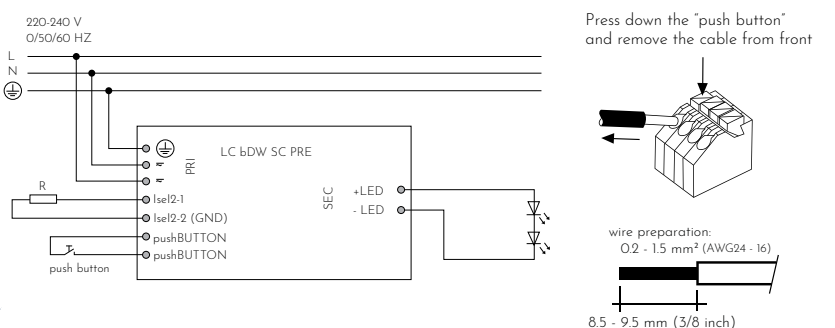 220-240 V
0/50/60 HZ
L
N
PRI
LC bDW SC PRE
R
Isel2-1
Isel2-2 (GND)
pushBUTTON
pushBUTTON
push button
SEC
+LED
- LED
Press down the "push button"
and remove the cable from front
wire preparation:
0.2 - 1.5 mm² (AWG24 - 16)
8.5 - 9.5 mm (3/8 inch)